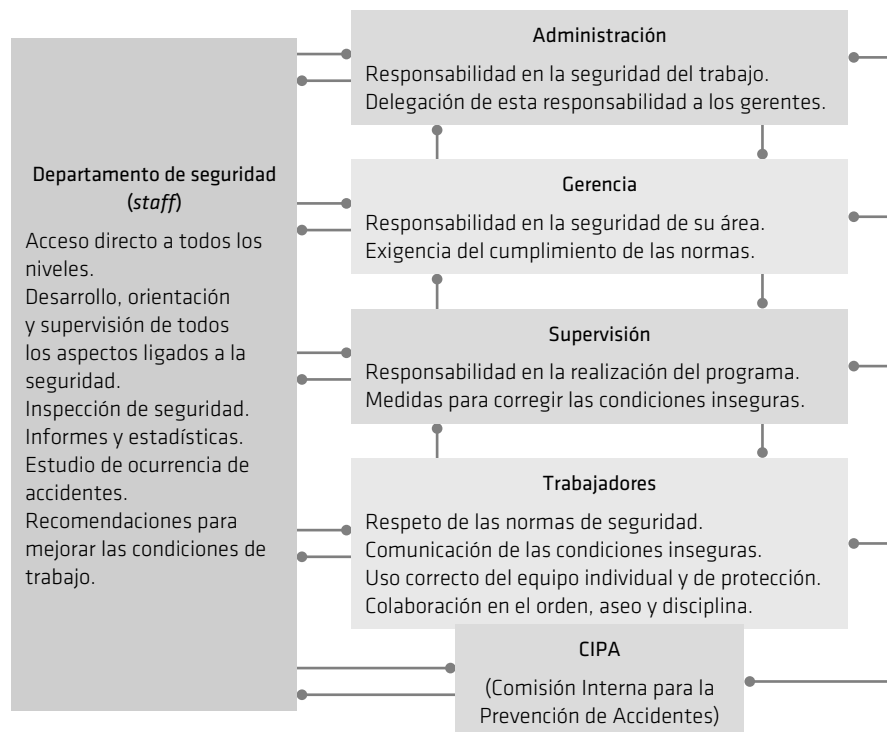 Departamento de seguridad
(staff)
Acceso directo a todos los
niveles.
Desarrollo, orientación
y supervisión de todos
los aspectos ligados a la
seguridad.
Inspección de seguridad.
Informes y estadísticas.
Estudio de ocurrencia de
accidentes.
Recomendaciones para
mejorar las condiciones de
trabajo.
Administración
Responsabilidad en la seguridad del trabajo.
Delegación de esta responsabilidad a los gerentes.
Gerencia
Responsabilidad en la seguridad de su área.
Exigencia del cumplimiento de las normas.
Supervisión
Responsabilidad en la realización del programa.
Medidas para corregir las condiciones inseguras.
Trabajadores
Respeto de las normas de seguridad.
Comunicación de las condiciones inseguras.
Uso correcto del equipo individual y de protección.
Colaboración en el orden, aseo y disciplina.
CIPA
(Comisión Interna para la
Prevención de Accidentes)